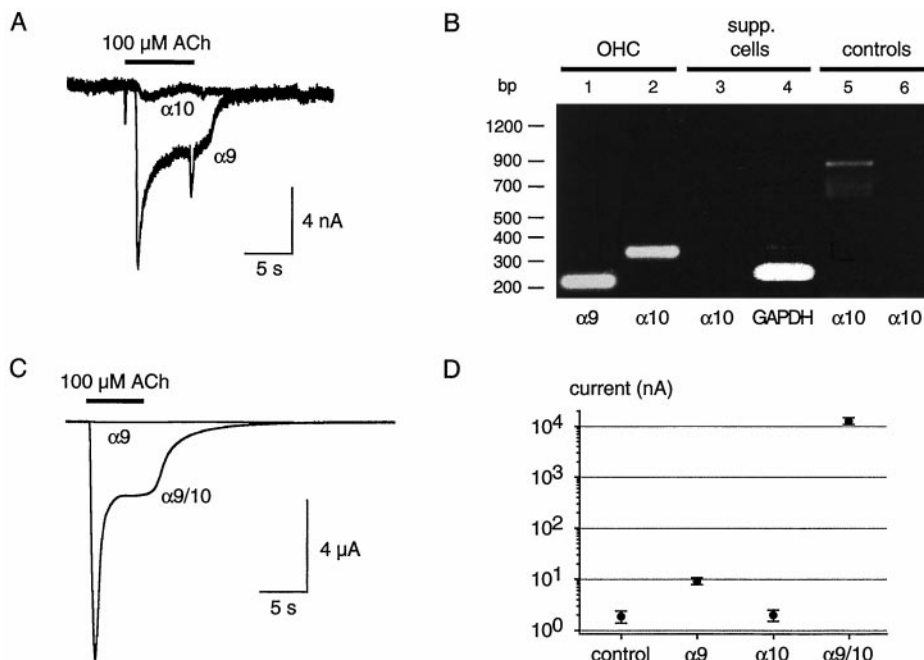 A
100 µM ACh
α10
α9
4 nA
5 s
B
supp.
OHC cells controls
bp 1 2 3 4 5 6
1200
900
700
500
400
300
200
α9 α10 α10 GAPDH α10 α10
C
100 µM ACh
α9
α9/10
4 µA
5 s
D
current (nA)
10⁴
10³
10²
10¹
10⁰
control α9 α10 α9/10